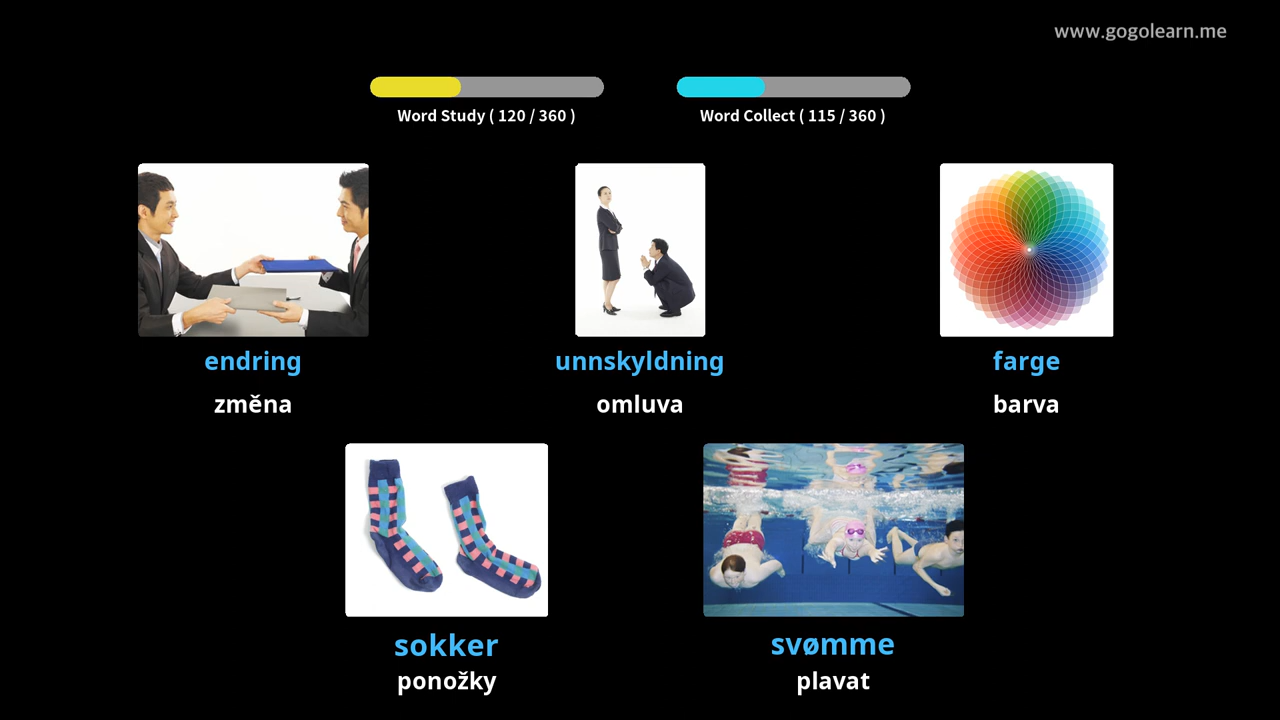 www.gogolearn.me
Word Study ( 120 / 360 )
Word Collect ( 115 / 360 )
endring
unnskyldning
farge
změna
omluva
barva
sokker
svømme
ponožky
plavat